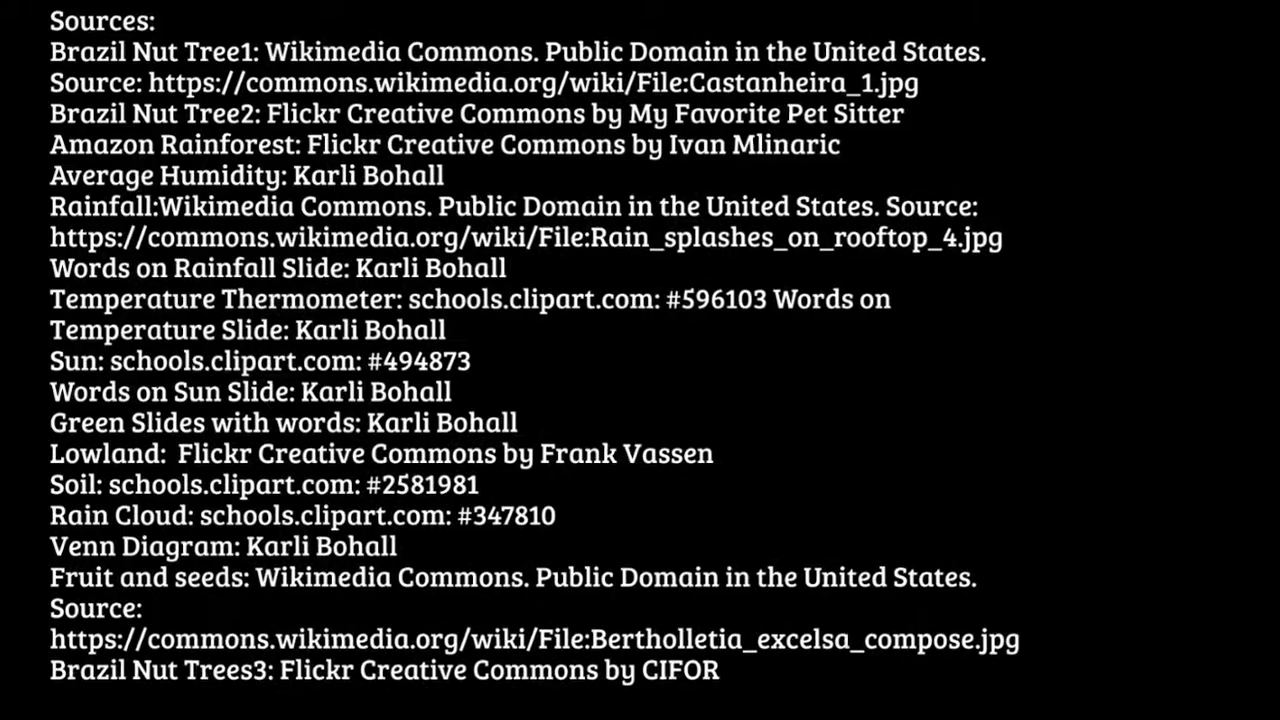 Sources:
Brazil Nut Tree1: Wikimedia Commons. Public Domain in the United States.
Source: https://commons.wikimedia.org/wiki/File:Castanheira_1.jpg
Brazil Nut Tree2: Flickr Creative Commons by My Favorite Pet Sitter
Amazon Rainforest: Flickr Creative Commons by Ivan Mlinaric
Average Humidity: Karli Bohall
Rainfall:Wikimedia Commons. Public Domain in the United States. Source:
https://commons.wikimedia.org/wiki/File:Rain_splashes_on_rooftop_4.jpg
Words on Rainfall Slide: Karli Bohall
Temperature Thermometer: schools.clipart.com: #596103 Words on
Temperature Slide: Karli Bohall
Sun: schools.clipart.com: #494873
Words on Sun Slide: Karli Bohall
Green Slides with words: Karli Bohall
Lowland:  Flickr Creative Commons by Frank Vassen
Soil: schools.clipart.com: #2581981
Rain Cloud: schools.clipart.com: #347810
Venn Diagram: Karli Bohall
Fruit and seeds: Wikimedia Commons. Public Domain in the United States.
Source:
https://commons.wikimedia.org/wiki/File:Bertholletia_excelsa_compose.jpg
Brazil Nut Trees3: Flickr Creative Commons by CIFOR